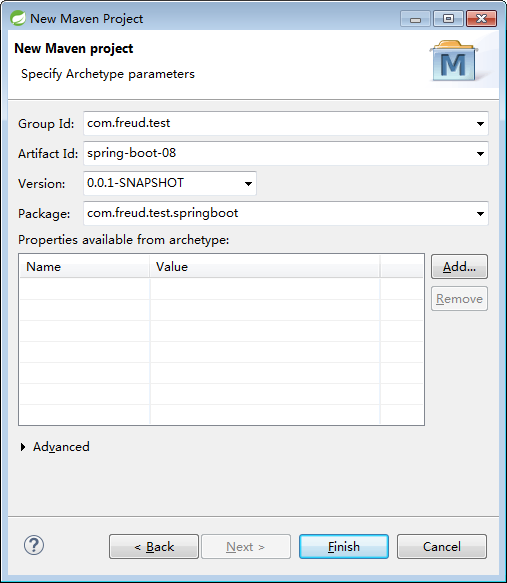 New Maven Project
New Maven project
Specify Archetype parameters
M
Group Id: com.freud.test
Artifact Id: spring-boot-08
Version: 0.0.1-SNAPSHOT
Package: com.freud.test.springboot
Properties available from archetype:
Name Value
Add...
Remove
Advanced
? < Back Next > Finish Cancel